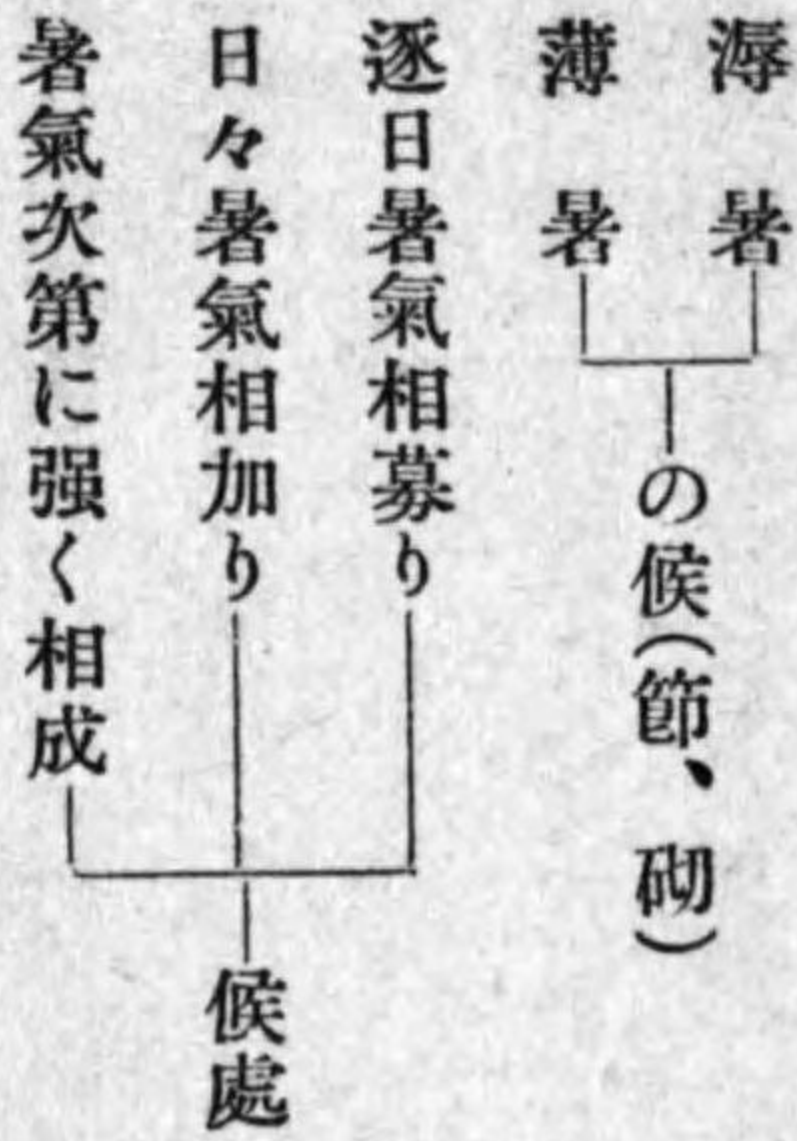 溽暑
薄暑
の候(節、砌)
逐日暑氣相募り
日々暑氣相加り
暑氣次第に强く相成
候處